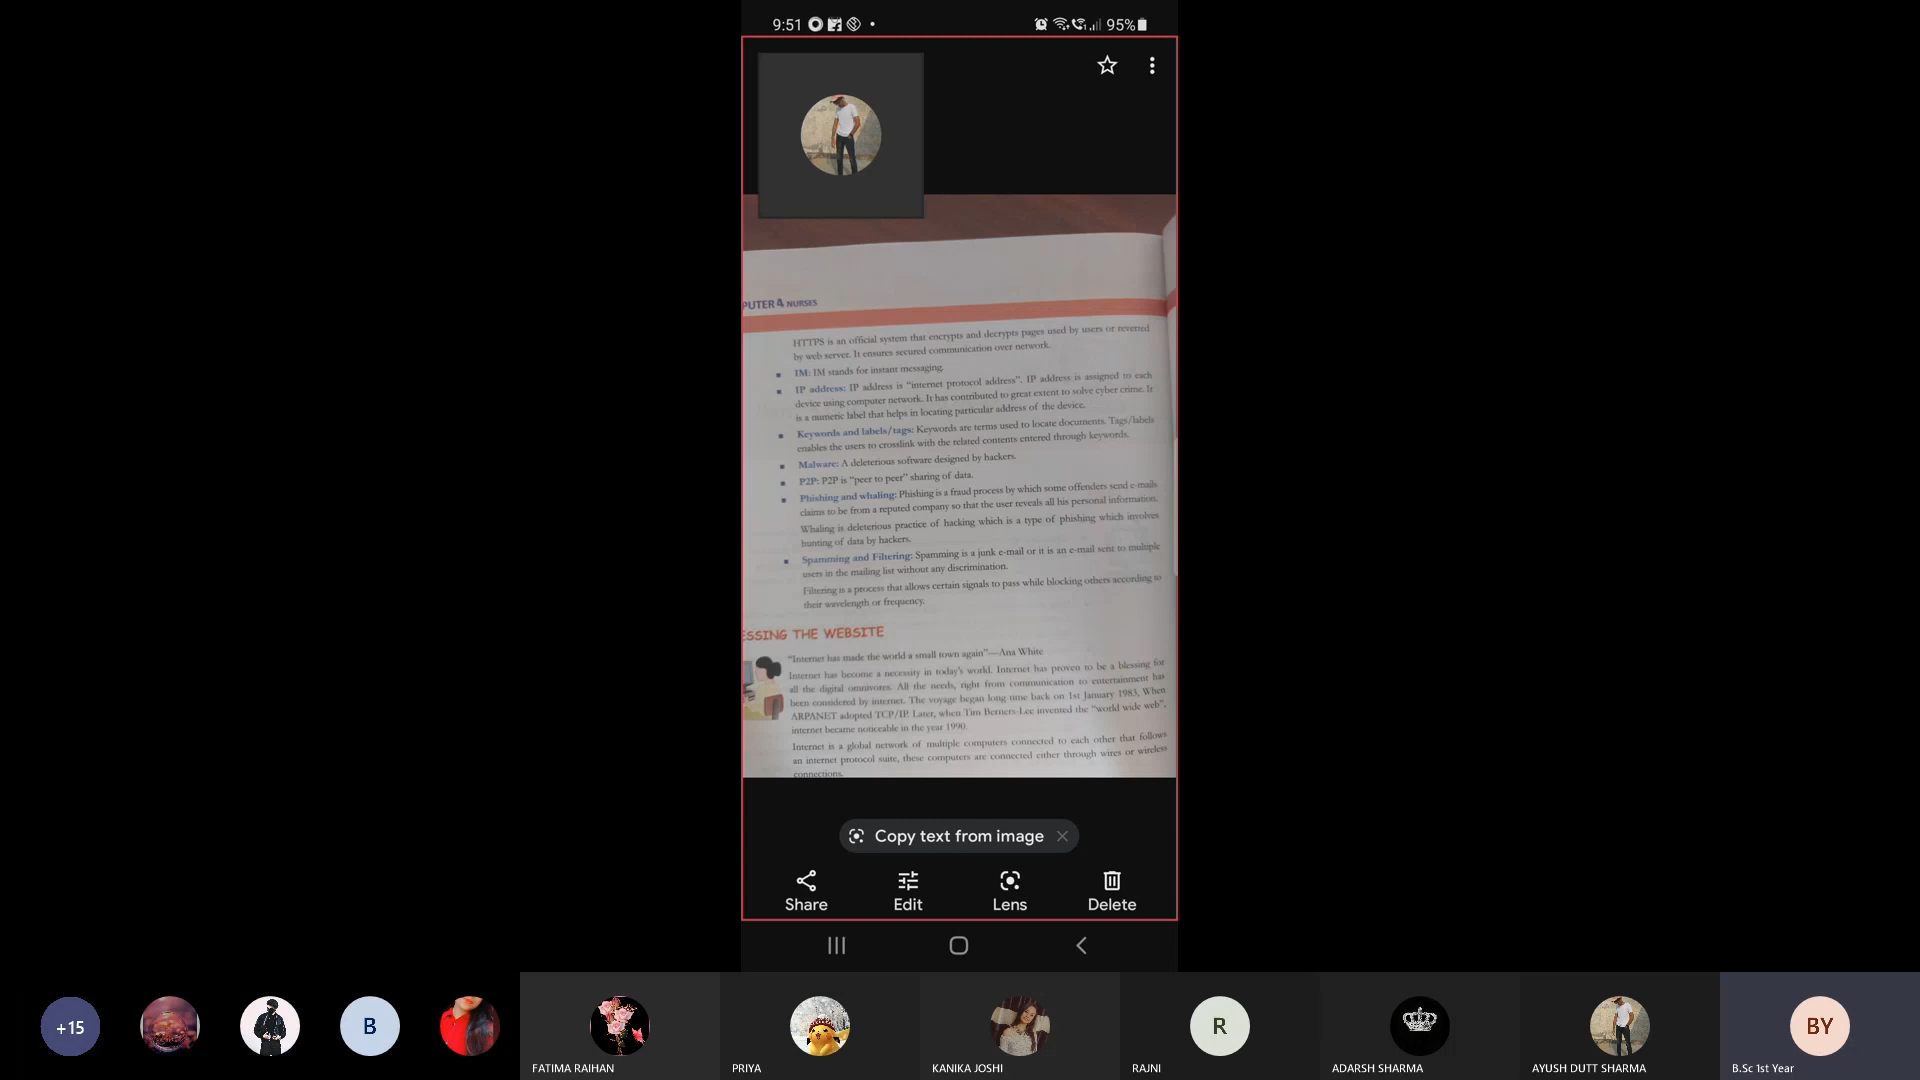 9:51
95%
PUTER 4 NURSES
HTTPS is an official system that encrypts and decrypts pages used by users or reverted
by web server. It ensures secured communication over network.
▪ IM: IM stands for instant messaging.
▪ IP address: IP address is "internet protocol address". IP address is assigned to each
device using computer network. It has contributed to great extent to solve cyber crime. It
is a numeric label that helps in locating particular address of the device.
▪ Keywords and labels/tags: Keywords are terms used to locate documents. Tags/labels
enables the users to crosslink with the related contents entered through keywords.
▪ Malware: A deleterious software designed by hackers.
▪ P2P: P2P is "peer to peer" sharing of data.
▪ Phishing and whaling: Phishing is a fraud process by which some offenders send e-mails
claims to be from a reputed company so that the user reveals all his personal information.
Whaling is deleterious practice of hacking which is a type of phishing which involves
hunting of data by hackers.
▪ Spamming and Filtering: Spamming is a junk e-mail or it is an e-mail sent to multiple
users in the mailing list without any discrimination.
Filtering is a process that allows certain signals to pass while blocking others according to
their wavelength or frequency.
ESSING THE WEBSITE
"Internet has made the world a small town again"—Ana White
Internet has become a necessity in today's world. Internet has proven to be a blessing for
all the digital omnivores. All the needs, right from communication to entertainment has
been considered by internet. The voyage began long time back on 1st January 1983, When
ARPANET adopted TCP/IP. Later, when Tim Berners-Lee invented the "world wide web",
internet became noticeable in the year 1990.
Internet is a global network of multiple computers connected to each other that follows
an internet protocol suite, these computers are connected either through wires or wireless
connections.
Copy text from image
Share Edit Lens Delete
+15 B R BY
FATIMA RAIHAN PRIYA KANIKA JOSHI RAJNI ADARSH SHARMA AYUSH DUTT SHARMA B.Sc 1st Year